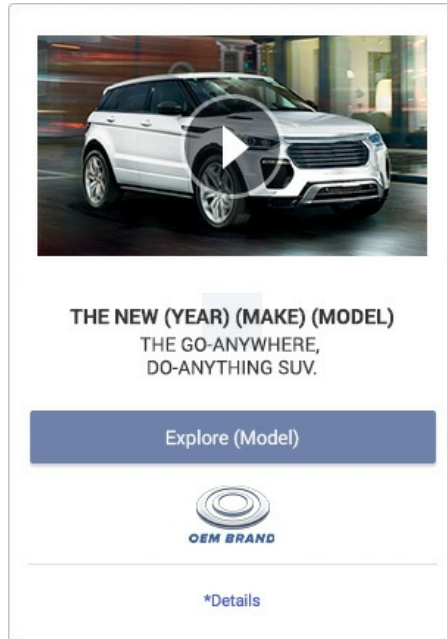 THE NEW (YEAR) (MAKE) (MODEL)
THE GO-ANYWHERE,
DO-ANYTHING SUV.
Explore (Model)
OEM BRAND
*Details